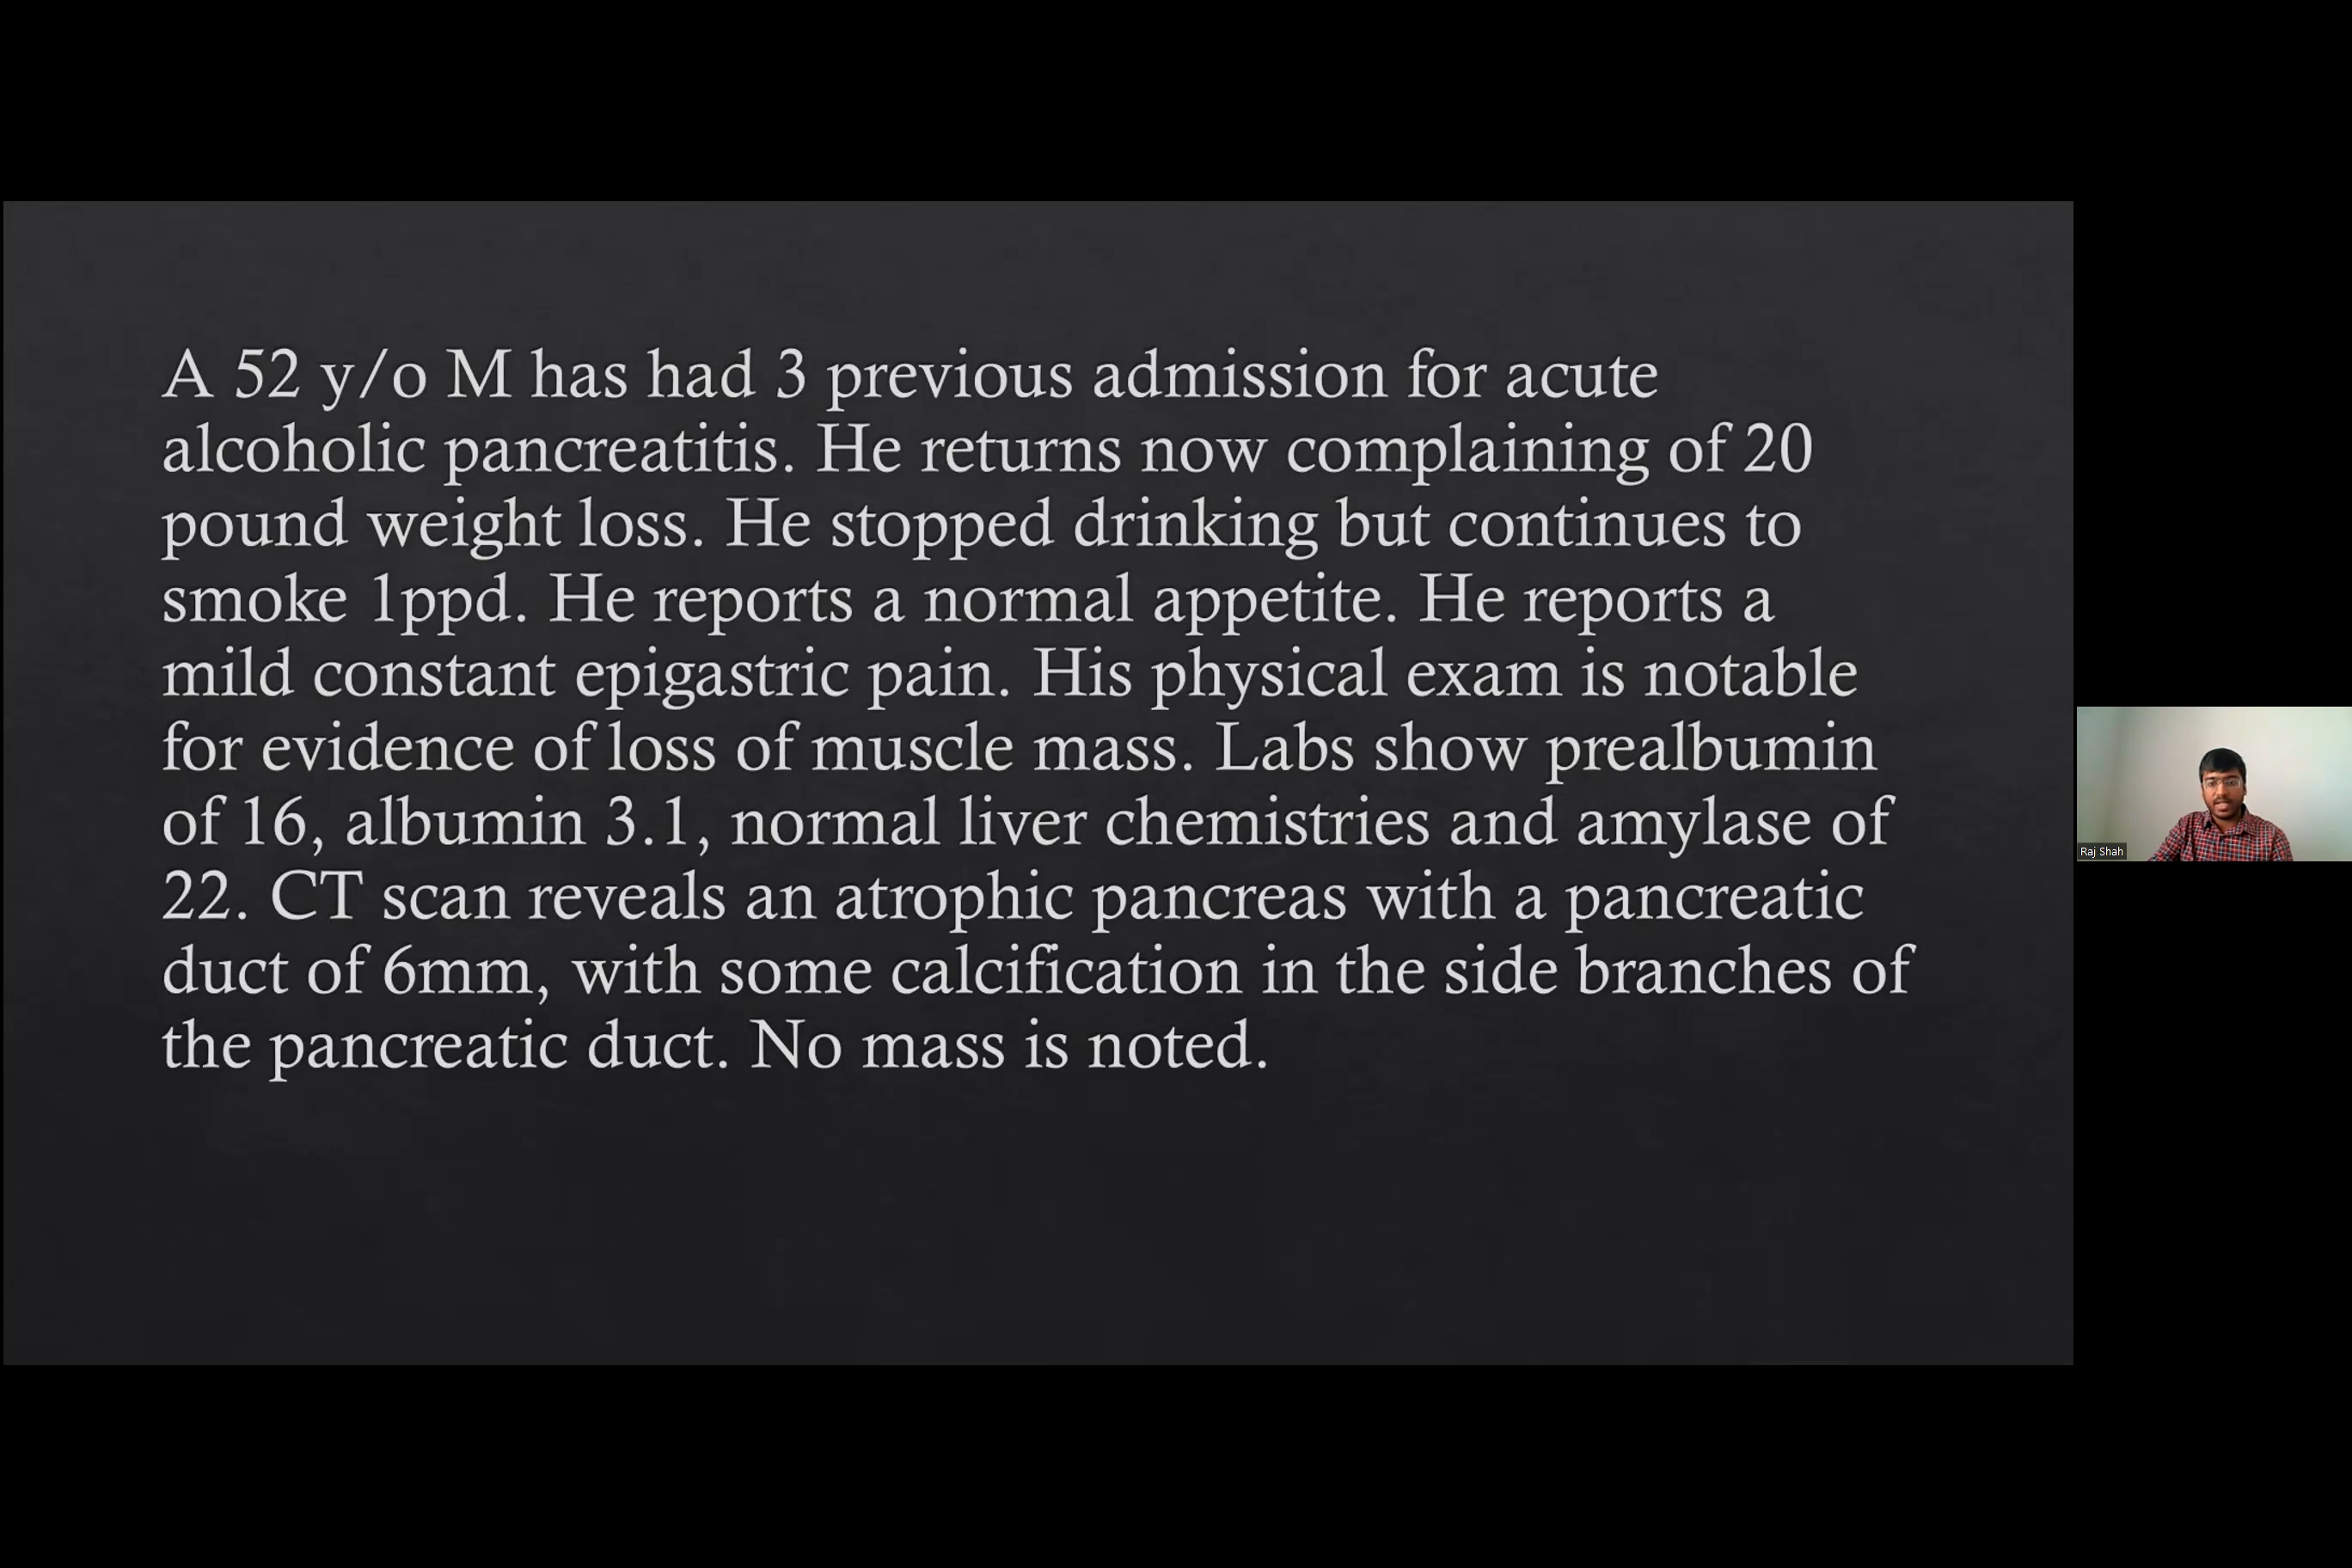 A 52 y/o M has had 3 previous admission for acute
alcoholic pancreatitis. He returns now complaining of 20
pound weight loss. He stopped drinking but continues to
smoke 1ppd. He reports a normal appetite. He reports a
mild constant epigastric pain. His physical exam is notable
for evidence of loss of muscle mass. Labs show prealbumin
of 16, albumin 3.1, normal liver chemistries and amylase of
22. CT scan reveals an atrophic pancreas with a pancreatic
duct of 6mm, with some calcification in the side branches of
the pancreatic duct. No mass is noted.
Raj Shah